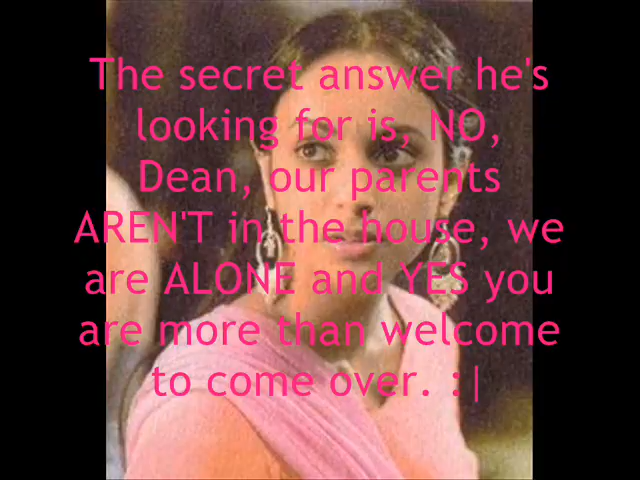 The secret answer he's
looking for is, NO,
Dean, our parents
AREN'T in the house, we
are ALONE and YES you
are more than welcome
to come over. :|